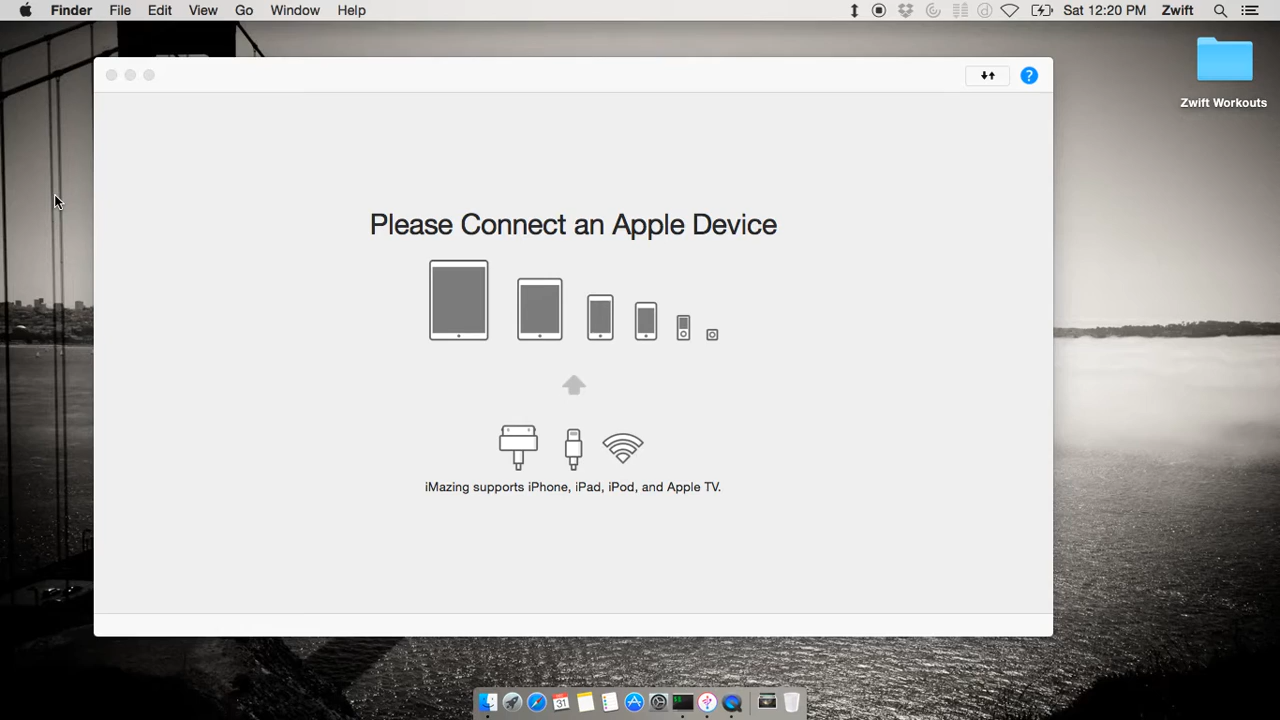 Finder File Edit View Go Window Help Sat 12:20 PM Zwift
?
Zwift Workouts
Please Connect an Apple Device
iMazing supports iPhone, iPad, iPod, and Apple TV.
31